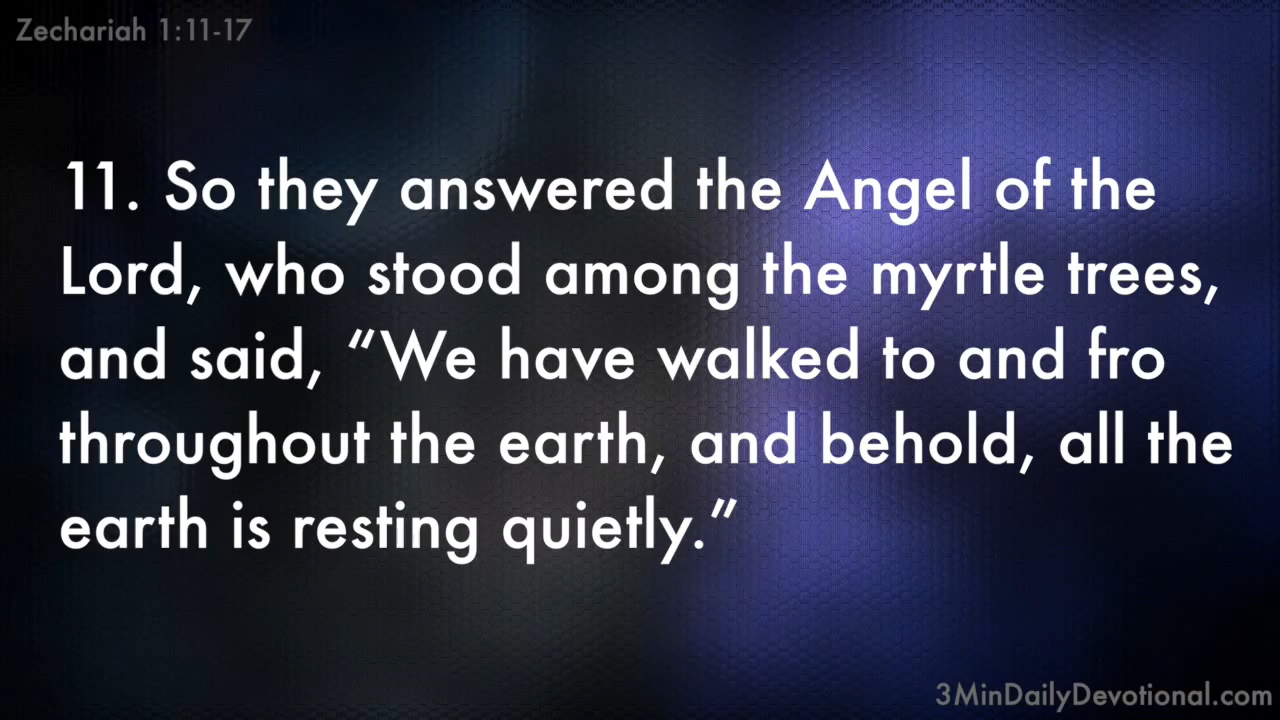 Zechariah 1:11-17
11. So they answered the Angel of the
Lord, who stood among the myrtle trees,
and said, “We have walked to and fro
throughout the earth, and behold, all the
earth is resting quietly.”
3MinDailyDevotional.com